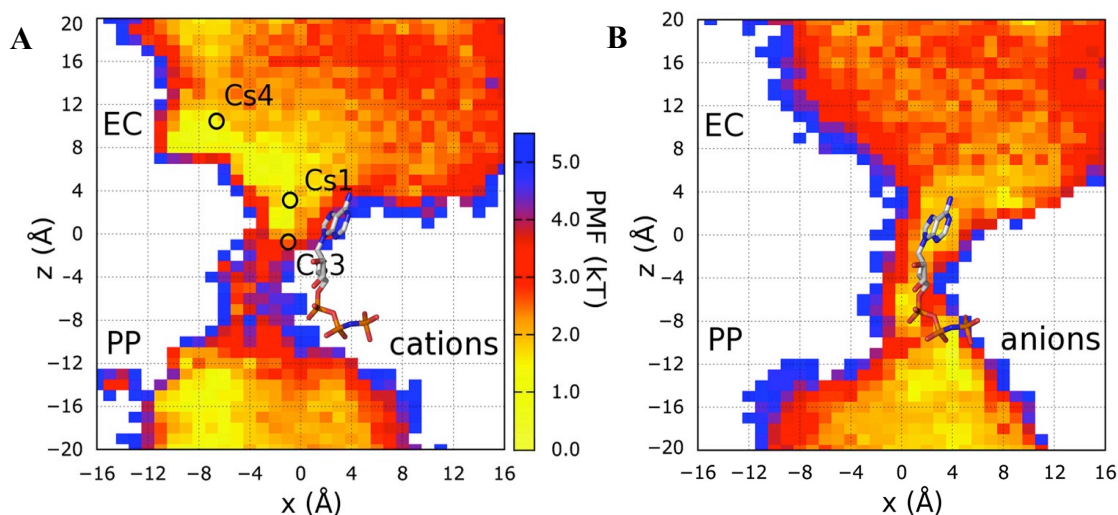 A
20
16
12
8
4
0
−4
−8
−12
−16
−20
z (Å)
Cs4
EC
Cs1
Cs3
PP
cations
−16 −12 −8 −4 0 4 8 12 16
x (Å)
5.0
4.0
3.0
2.0
1.0
0.0
PMF (kT)
B
20
16
12
8
4
0
−4
−8
−12
−16
−20
z (Å)
EC
PP
anions
−16 −12 −8 −4 0 4 8 12 16
x (Å)